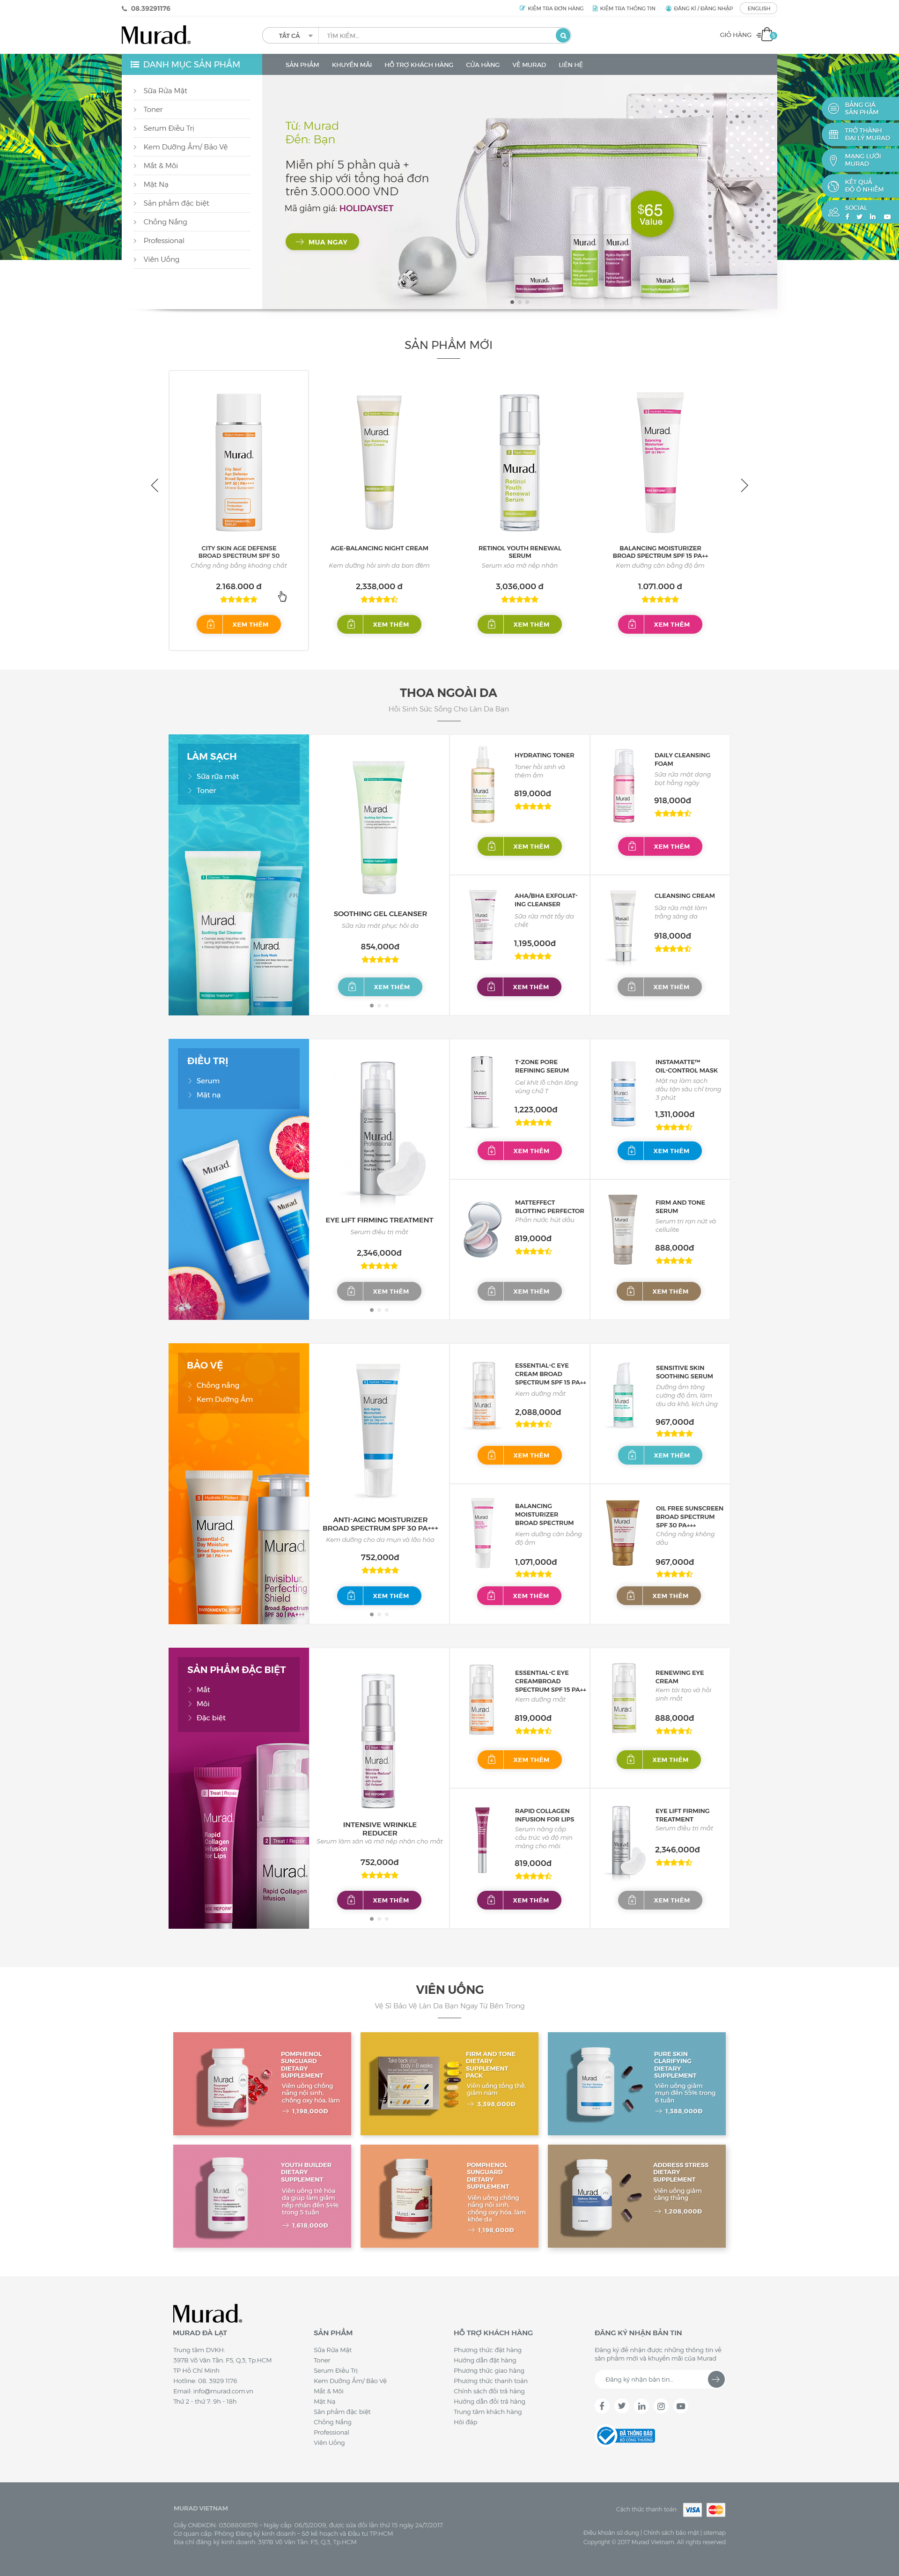 08.39291176
KIỂM TRA ĐƠN HÀNG
KIỂM TRA THÔNG TIN
ĐĂNG KÍ / ĐĂNG NHẬP
ENGLISH
Murad.
TẤT CẢ
TÌM KIẾM...
GIỎ HÀNG
DANH MỤC SẢN PHẨM
SẢN PHẨM
KHUYẾN MÃI
HỖ TRỢ KHÁCH HÀNG
CỬA HÀNG
VỀ MURAD
LIÊN HỆ
Sữa Rửa Mặt
Toner
Serum Điều Trị
Kem Dưỡng Ẩm/ Bảo Vệ
Mắt & Môi
Mặt Nạ
Sản phẩm đặc biệt
Chống Nắng
Professional
Viên Uống
Từ: Murad
Đến: Bạn
Miễn phí 5 phần quà +
free ship với tổng hoá đơn
trên 3.000.000 VND
Mã giảm giá: HOLIDAYSET
MUA NGAY
$65
Value
BẢNG GIÁ
SẢN PHẨM
TRỞ THÀNH
ĐẠI LÝ MURAD
MẠNG LƯỚI
MURAD
KẾT QUẢ
ĐO Ô NHIỄM
SOCIAL
SẢN PHẨM MỚI
CITY SKIN AGE DEFENSE
BROAD SPECTRUM SPF 50
Chống nắng bằng khoáng chất
2.168.000 đ
XEM THÊM
AGE-BALANCING NIGHT CREAM
Kem dưỡng hồi sinh da ban đêm
2,338,000 đ
XEM THÊM
RETINOL YOUTH RENEWAL
SERUM
Serum xóa mờ nếp nhăn
3,036,000 đ
XEM THÊM
BALANCING MOISTURIZER
BROAD SPECTRUM SPF 15 PA++
Kem dưỡng cân bằng độ ẩm
1.071.000 đ
XEM THÊM
THOA NGOÀI DA
Hồi Sinh Sức Sống Cho Làn Da Bạn
LÀM SẠCH
Sữa rửa mặt
Toner
SOOTHING GEL CLEANSER
Sữa rửa mặt phục hồi da
854,000đ
XEM THÊM
HYDRATING TONER
Toner hồi sinh và
thêm ẩm
819,000đ
XEM THÊM
DAILY CLEANSING
FOAM
Sữa rửa mặt dạng
bọt hằng ngày
918,000đ
XEM THÊM
AHA/BHA EXFOLIAT-
ING CLEANSER
Sữa rửa mặt tẩy da
chết
1,195,000đ
XEM THÊM
CLEANSING CREAM
Sữa rửa mặt làm
trắng sáng da
918,000đ
XEM THÊM
ĐIỀU TRỊ
Serum
Mặt nạ
EYE LIFT FIRMING TREATMENT
Serum điều trị mắt
2,346,000đ
XEM THÊM
T-ZONE PORE
REFINING SERUM
Gel khít lỗ chân lông
vùng chữ T
1,223,000đ
XEM THÊM
INSTAMATTE™
OIL-CONTROL MASK
Mặt nạ làm sạch
dầu tận sâu chỉ trong
3 phút
1,311,000đ
XEM THÊM
MATTEFFECT
BLOTTING PERFECTOR
Phấn nước hút dầu
819,000đ
XEM THÊM
FIRM AND TONE
SERUM
Serum trị rạn nứt và
cellulite
888,000đ
XEM THÊM
BẢO VỆ
Chống nắng
Kem Dưỡng Ẩm
ANTI-AGING MOISTURIZER
BROAD SPECTRUM SPF 30 PA+++
Kem dưỡng cho da mụn và lão hóa
752,000đ
XEM THÊM
ESSENTIAL-C EYE
CREAM BROAD
SPECTRUM SPF 15 PA++
Kem dưỡng mắt
2,088,000đ
XEM THÊM
SENSITIVE SKIN
SOOTHING SERUM
Dưỡng ẩm tăng
cường độ ẩm, làm
dịu da khô, kích ứng
967,000đ
XEM THÊM
BALANCING
MOISTURIZER
BROAD SPECTRUM
Kem dưỡng cân bằng
độ ẩm
1,071,000đ
XEM THÊM
OIL FREE SUNSCREEN
BROAD SPECTRUM
SPF 30 PA+++
Chống nắng không
dầu
967,000đ
XEM THÊM
SẢN PHẨM ĐẶC BIỆT
Mắt
Môi
Đặc biệt
INTENSIVE WRINKLE
REDUCER
Serum làm săn và mờ nếp nhăn cho mắt
752,000đ
XEM THÊM
ESSENTIAL-C EYE
CREAMBROAD
SPECTRUM SPF 15 PA++
Kem dưỡng mắt
819,000đ
XEM THÊM
RENEWING EYE
CREAM
Kem tái tạo và hồi
sinh mắt
888,000đ
XEM THÊM
RAPID COLLAGEN
INFUSION FOR LIPS
Serum nâng cấp
cấu trúc và độ mịn
màng cho môi
819,000đ
XEM THÊM
EYE LIFT FIRMING
TREATMENT
Serum điều trị mắt
2,346,000đ
XEM THÊM
VIÊN UỐNG
Vệ Sĩ Bảo Vệ Làn Da Bạn Ngay Từ Bên Trong
POMPHENOL
SUNGUARD
DIETARY
SUPPLEMENT
Viên uống chống
nắng nội sinh,
chống oxy hóa, làm
1,198,000Đ
FIRM AND TONE
DIETARY
SUPPLEMENT
PACK
Viên uống tổng thể,
giảm nám
3,398,000Đ
PURE SKIN
CLARIFYING
DIETARY
SUPPLEMENT
Viên uống giảm
mụn đến 55% trong
6 tuần
1,388,000Đ
YOUTH BUILDER
DIETARY
SUPPLEMENT
Viên uống trẻ hóa
da giúp làm giảm
nếp nhăn đến 34%
trong 5 tuần
1,618,000Đ
POMPHENOL
SUNGUARD
DIETARY
SUPPLEMENT
Viên uống chống
nắng nội sinh,
chống oxy hóa, làm
khỏe da
1,198,000Đ
ADDRESS STRESS
DIETARY
SUPPLEMENT
Viên uống giảm
căng thẳng
1,208,000Đ
Murad.
MURAD ĐÀ LẠT
Trung tâm DVKH:
397B Võ Văn Tần. F5, Q,3, Tp.HCM
TP Hồ Chí Minh
Hotline: 08. 3929 1176
Email: info@murad.com.vn
Thứ 2 - thứ 7: 9h - 18h
SẢN PHẨM
Sữa Rửa Mặt
Toner
Serum Điều Trị
Kem Dưỡng Ẩm/ Bảo Vệ
Mắt & Môi
Mặt Nạ
Sản phẩm đặc biệt
Chống Nắng
Professional
Viên Uống
HỖ TRỢ KHÁCH HÀNG
Phương thức đặt hàng
Hướng dẫn đặt hàng
Phương thức giao hàng
Phương thức thanh toán
Chính sách đổi trả hàng
Hướng dẫn đổi trả hàng
Trung tâm khách hàng
Hỏi đáp
ĐĂNG KÝ NHẬN BẢN TIN
Đăng ký để nhận được những thông tin về
sản phẩm mới và khuyến mãi của Murad
Đăng ký nhận bản tin...
ĐÃ THÔNG BÁO
BỘ CÔNG THƯƠNG
MURAD VIETNAM
Giấy CNĐKDN: 0308808576 – Ngày cấp: 06/5/2009, được sửa đổi lần thứ 15 ngày 24/7/2017.
Cơ quan cấp: Phòng Đăng ký kinh doanh – Sở kế hoạch và Đầu tư TP.HCM
Địa chỉ đăng ký kinh doanh: 397B Võ Văn Tần. F5, Q,3, Tp.HCM
Cách thức thanh toán:
VISA
MasterCard
Điều khoản sử dụng | Chính sách bảo mật | sitemap
Copyright © 2017 Murad Vietnam. All rights reserved